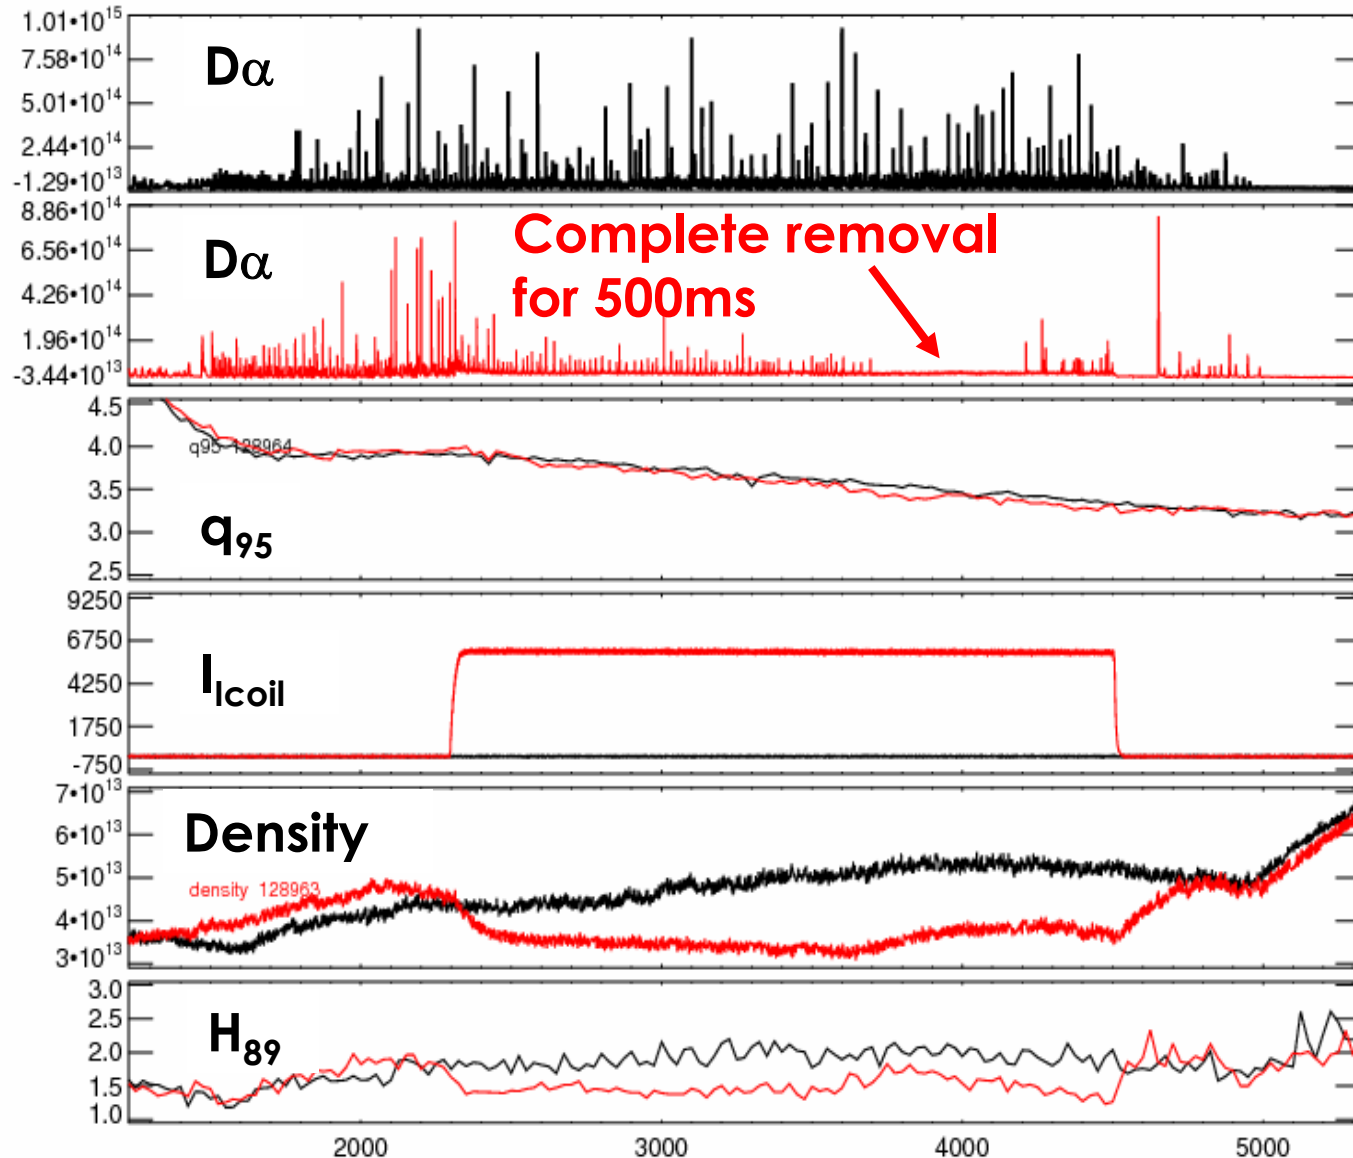 1.01•10¹⁵
7.58•10¹⁴
5.01•10¹⁴
2.44•10¹⁴
-1.29•10¹³
Dα
8.86•10¹⁴
6.56•10¹⁴
4.26•10¹⁴
1.96•10¹⁴
-3.44•10¹³
Dα
Complete removal
for 500ms
4.5
4.0
3.5
3.0
2.5
q95 128964
q₉₅
9250
6750
4250
1750
-750
I_Icoil
7•10¹³
6•10¹³
5•10¹³
4•10¹³
3•10¹³
Density
density 128963
3.0
2.5
2.0
1.5
1.0
H₈₉
2000 3000 4000 5000